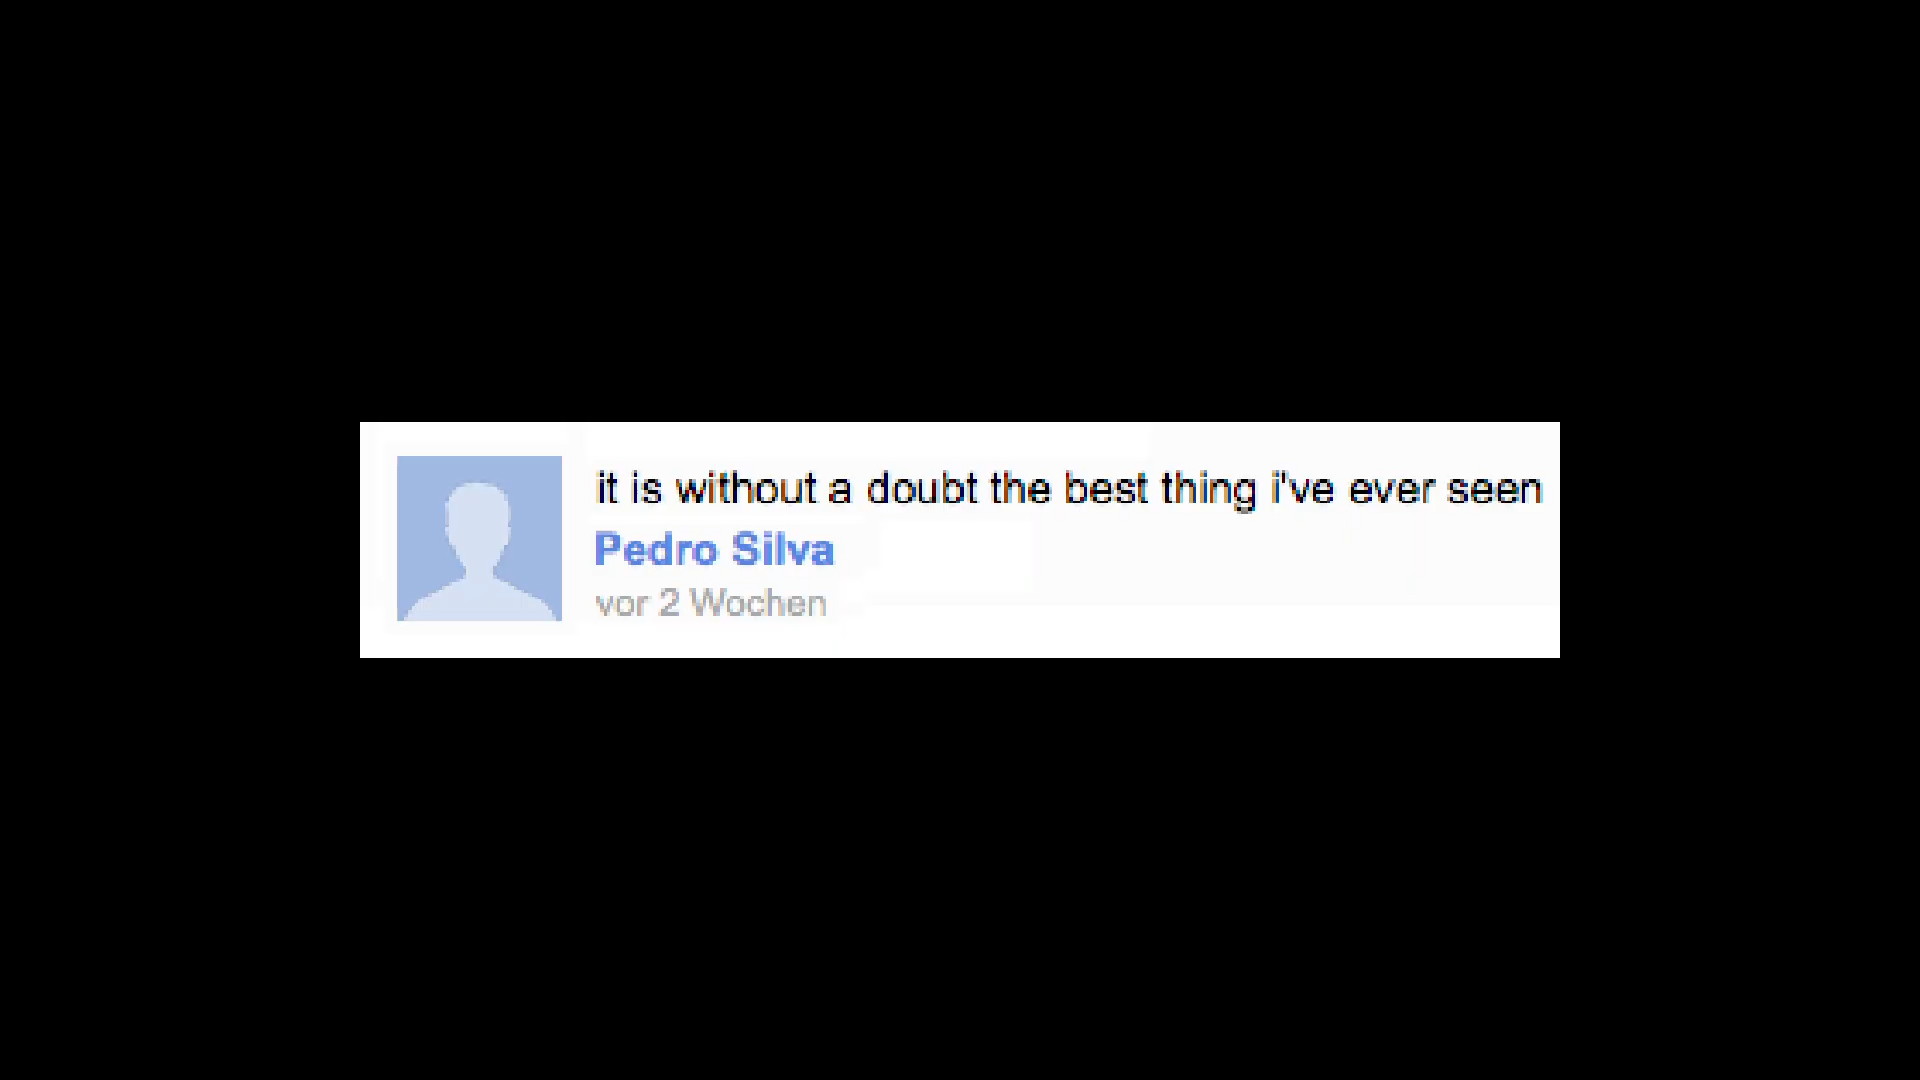 it is without a doubt the best thing i've ever seen
Pedro Silva
vor 2 Wochen